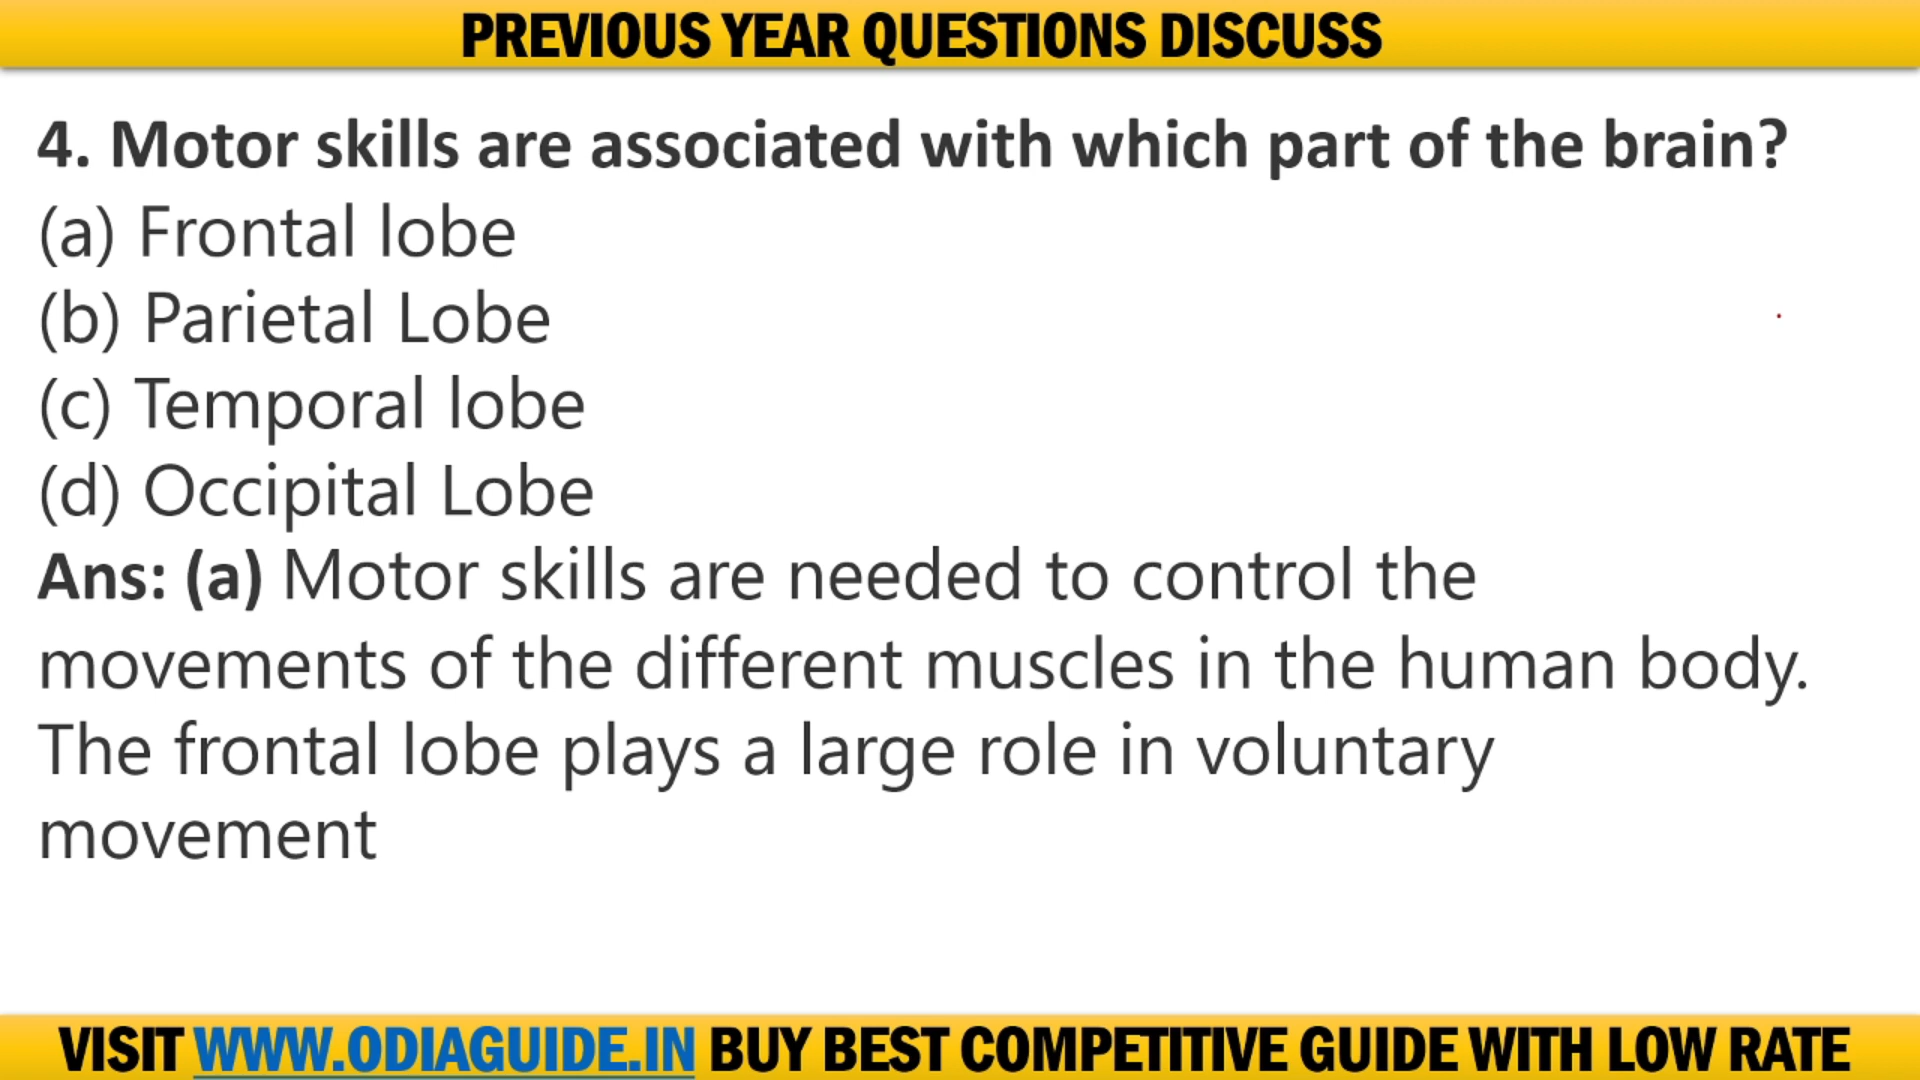 PREVIOUS YEAR QUESTIONS DISCUSS
4. Motor skills are associated with which part of the brain?
(a) Frontal lobe
(b) Parietal Lobe
(c) Temporal lobe
(d) Occipital Lobe
Ans: (a) Motor skills are needed to control the
movements of the different muscles in the human body.
The frontal lobe plays a large role in voluntary
movement
VISIT WWW.ODIAGUIDE.IN BUY BEST COMPETITIVE GUIDE WITH LOW RATE